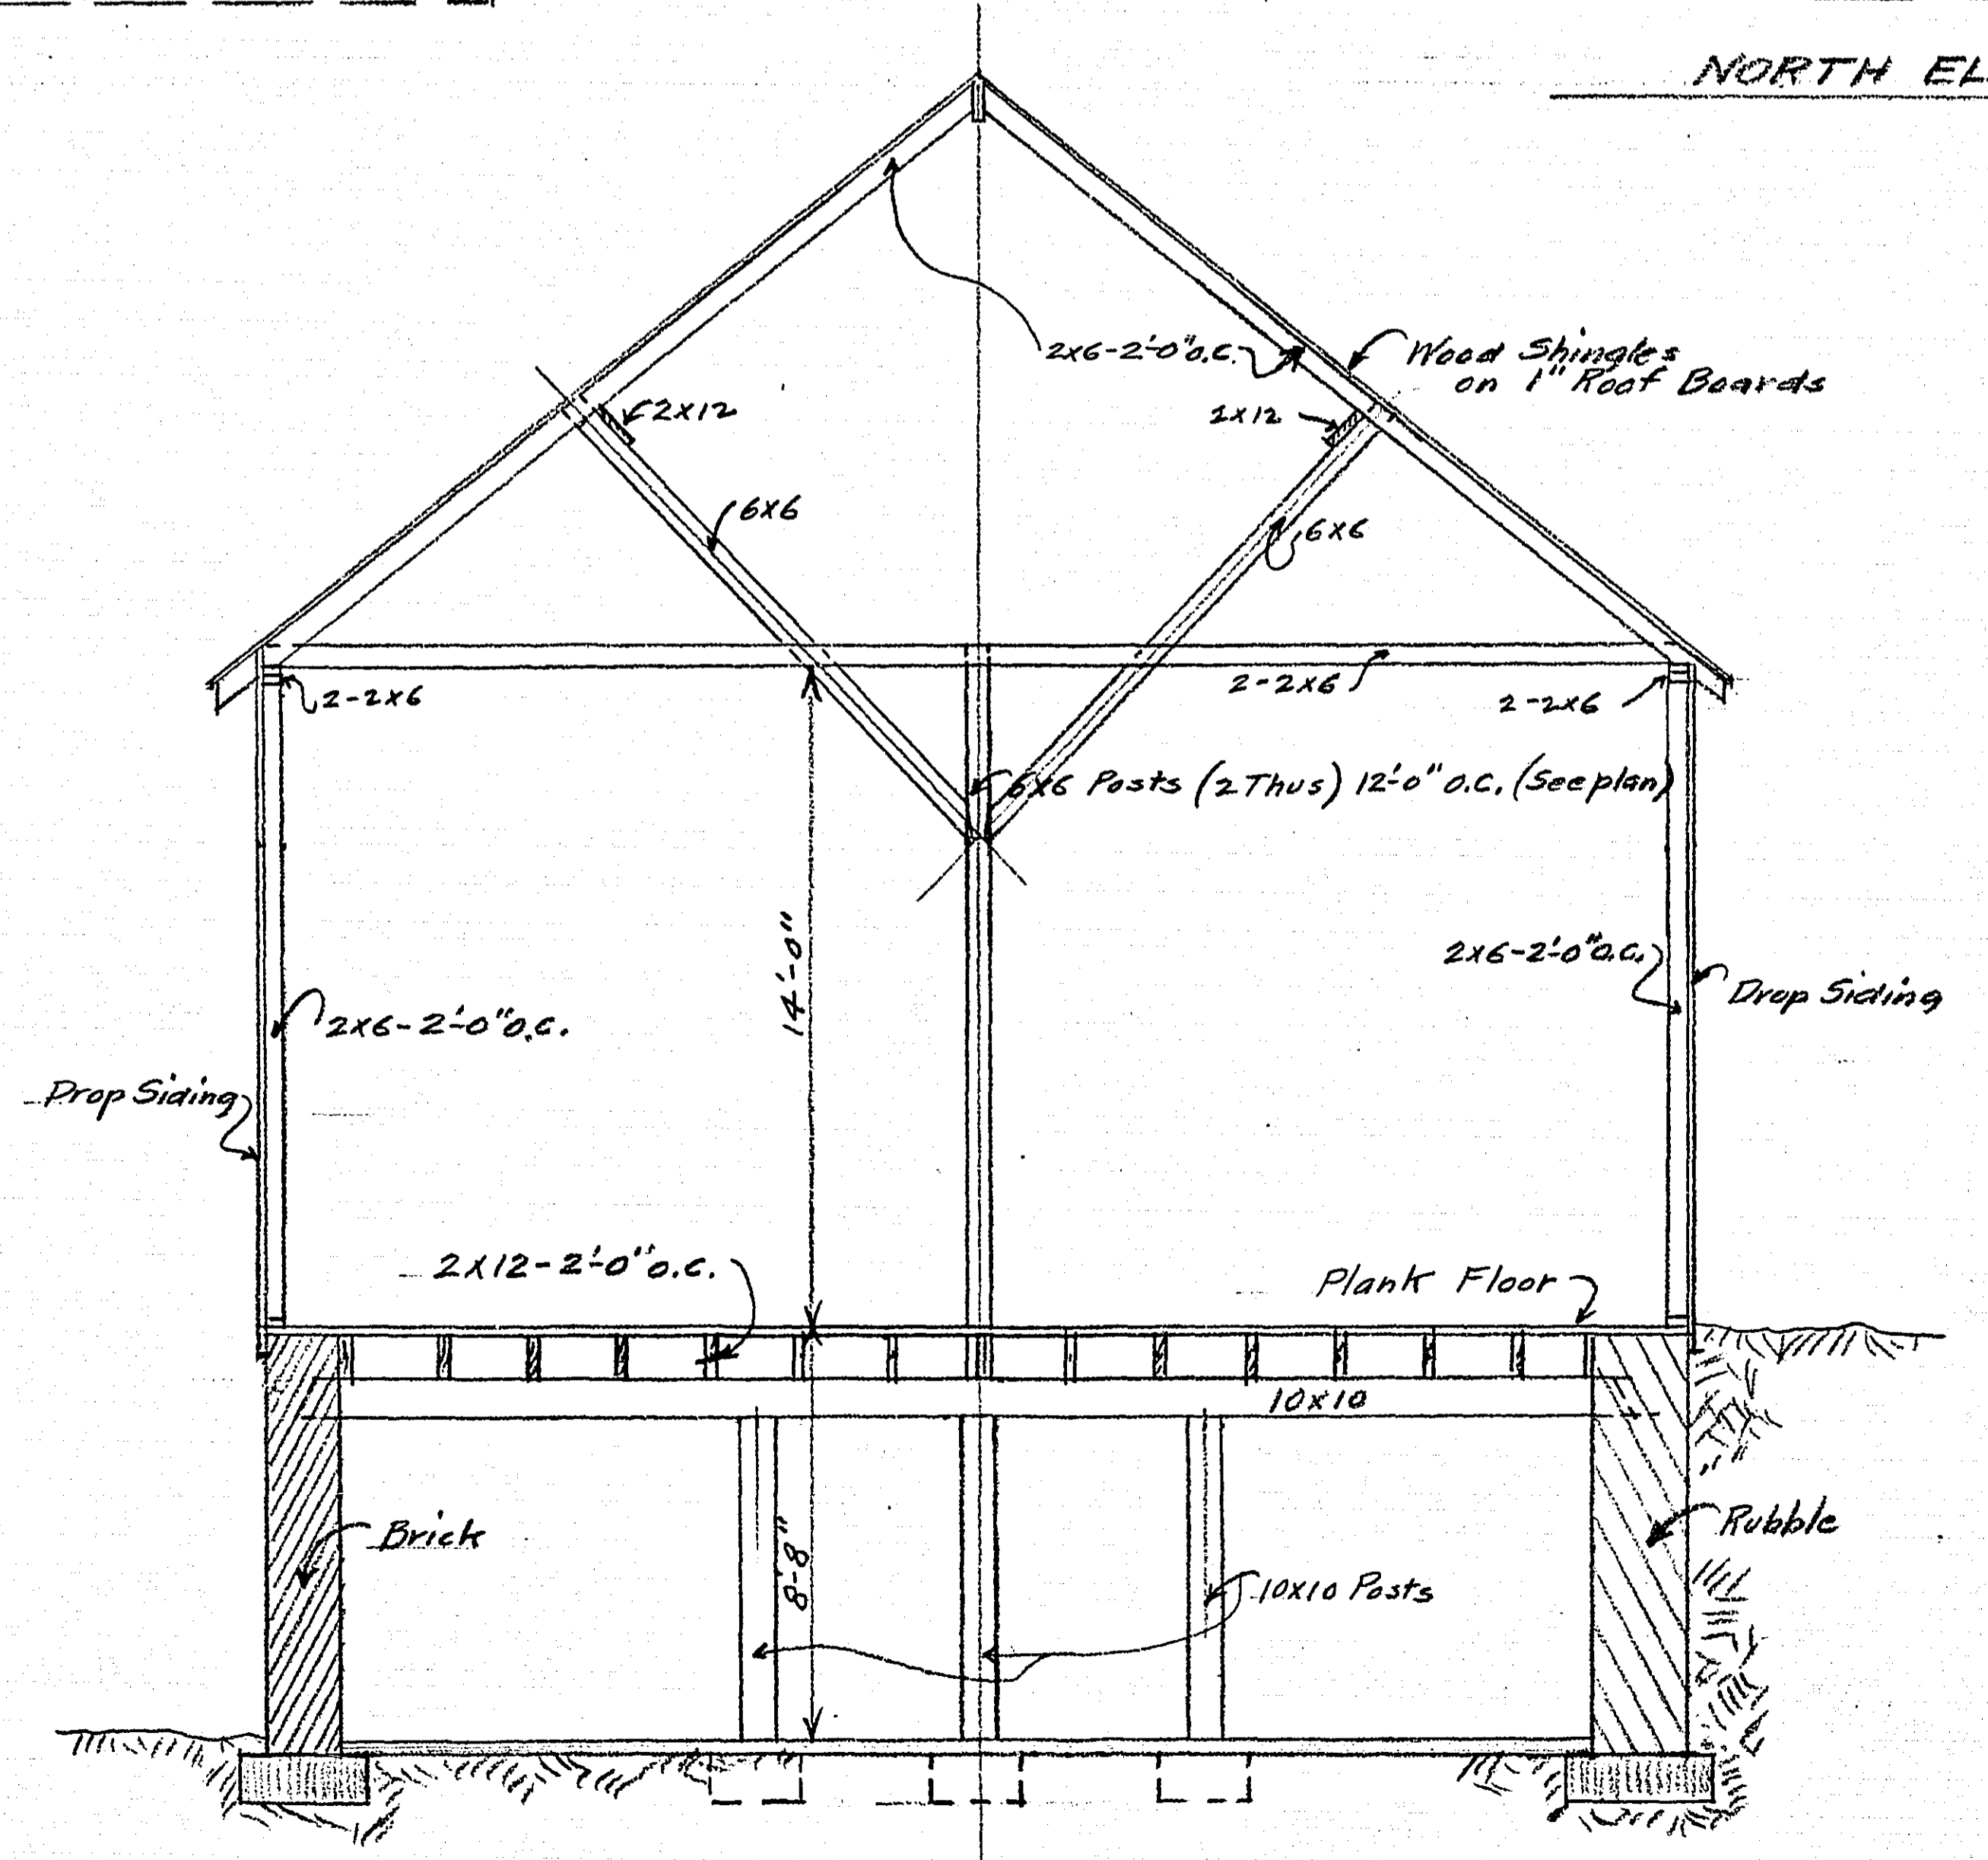 NORTH EL
2x6-2'-0"o.c.
Wood Shingles
on 1" Roof Boards
2x12
2x12
6x6
6x6
2-2x6
2-2x6
2-2x6
6x6 Posts (2 Thus) 12'-0" o.c. (See plan)
14'-0"
2x6-2'-0"o.c.
Drop Siding
2x6-2'-0"o.c.
Drop Siding
2x12-2'-0"o.c.
Plank Floor
10x10
Brick
Rubble
8'-8"
10x10 Posts